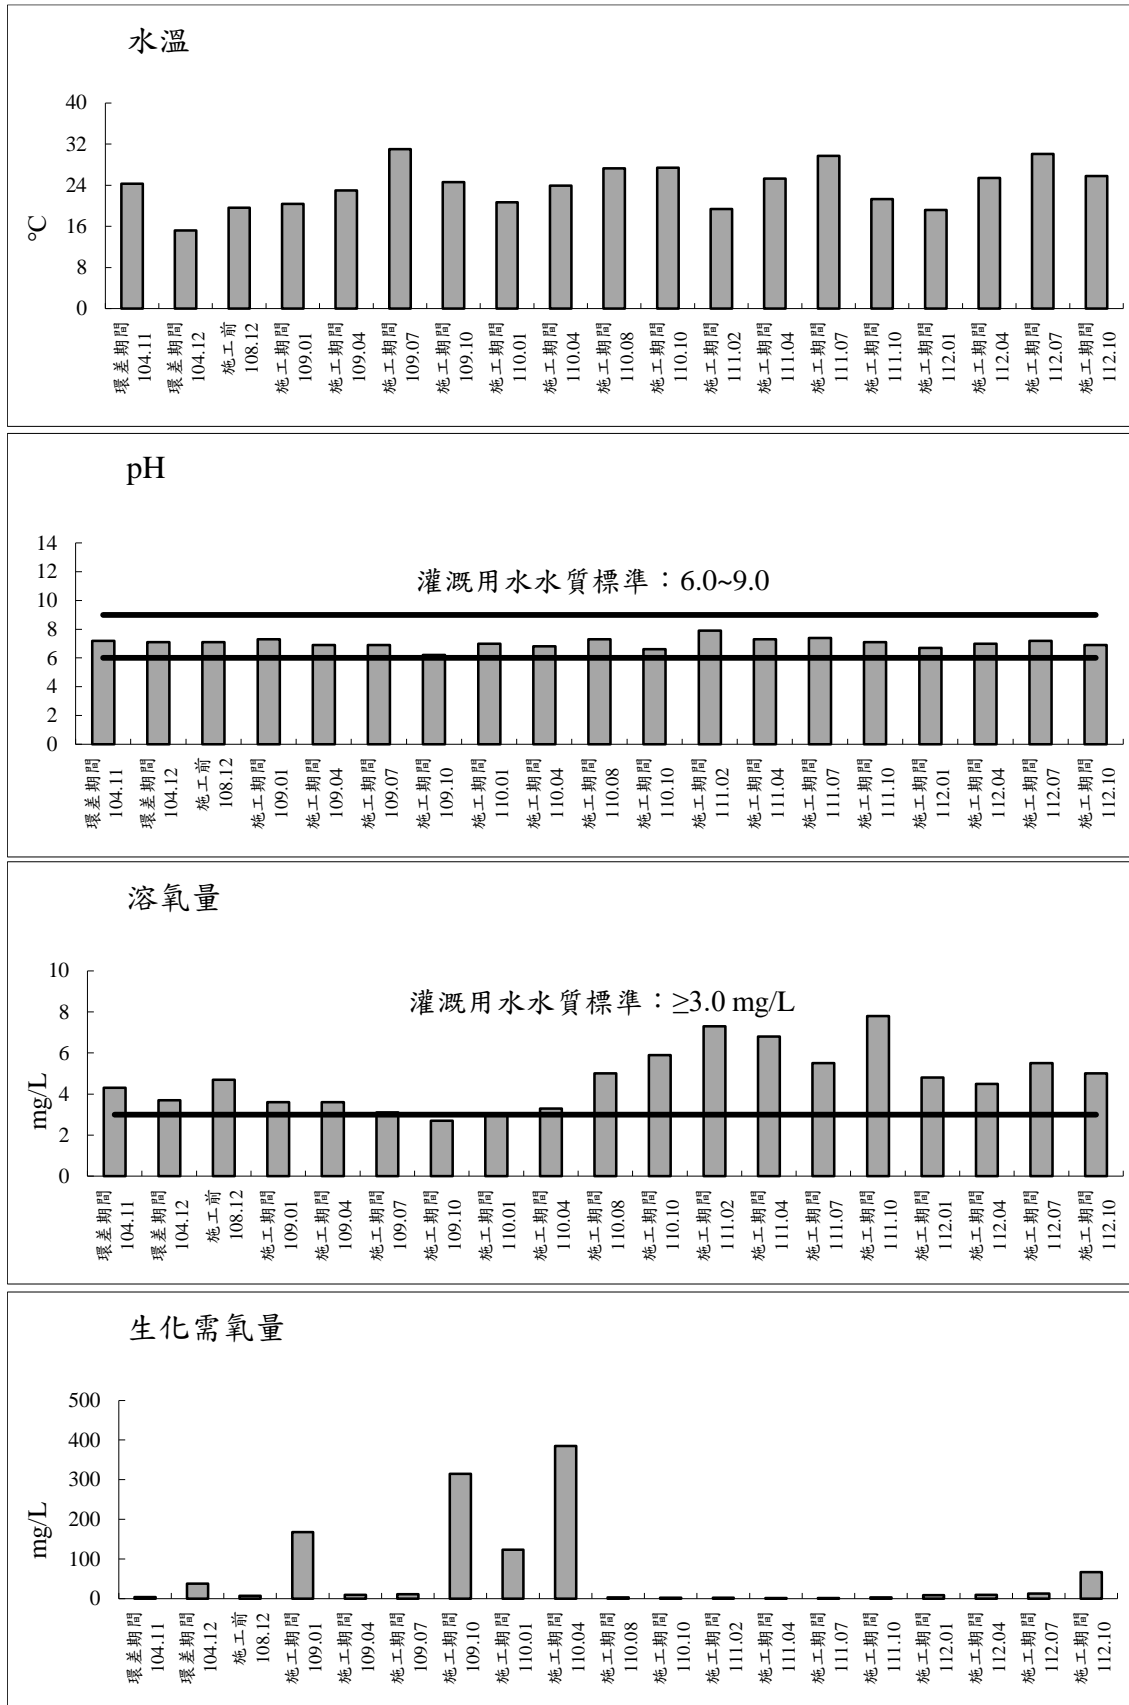 水溫
40
32
24
16
8
0
℃
環差期間 104.11
環差期間 104.12
施工前 108.12
施工期間 109.01
施工期間 109.04
施工期間 109.07
施工期間 109.10
施工期間 110.01
施工期間 110.04
施工期間 110.08
施工期間 110.10
施工期間 111.02
施工期間 111.04
施工期間 111.07
施工期間 111.10
施工期間 112.01
施工期間 112.04
施工期間 112.07
施工期間 112.10
pH
14
12
10
8
6
4
2
0
灌溉用水水質標準：6.0~9.0
環差期間 104.11
環差期間 104.12
施工前 108.12
施工期間 109.01
施工期間 109.04
施工期間 109.07
施工期間 109.10
施工期間 110.01
施工期間 110.04
施工期間 110.08
施工期間 110.10
施工期間 111.02
施工期間 111.04
施工期間 111.07
施工期間 111.10
施工期間 112.01
施工期間 112.04
施工期間 112.07
施工期間 112.10
溶氧量
10
8
6
4
2
0
mg/L
灌溉用水水質標準：≥3.0 mg/L
環差期間 104.11
環差期間 104.12
施工前 108.12
施工期間 109.01
施工期間 109.04
施工期間 109.07
施工期間 109.10
施工期間 110.01
施工期間 110.04
施工期間 110.08
施工期間 110.10
施工期間 111.02
施工期間 111.04
施工期間 111.07
施工期間 111.10
施工期間 112.01
施工期間 112.04
施工期間 112.07
施工期間 112.10
生化需氧量
500
400
300
200
100
0
mg/L
環差期間 104.11
環差期間 104.12
施工前 108.12
施工期間 109.01
施工期間 109.04
施工期間 109.07
施工期間 109.10
施工期間 110.01
施工期間 110.04
施工期間 110.08
施工期間 110.10
施工期間 111.02
施工期間 111.04
施工期間 111.07
施工期間 111.10
施工期間 112.01
施工期間 112.04
施工期間 112.07
施工期間 112.10